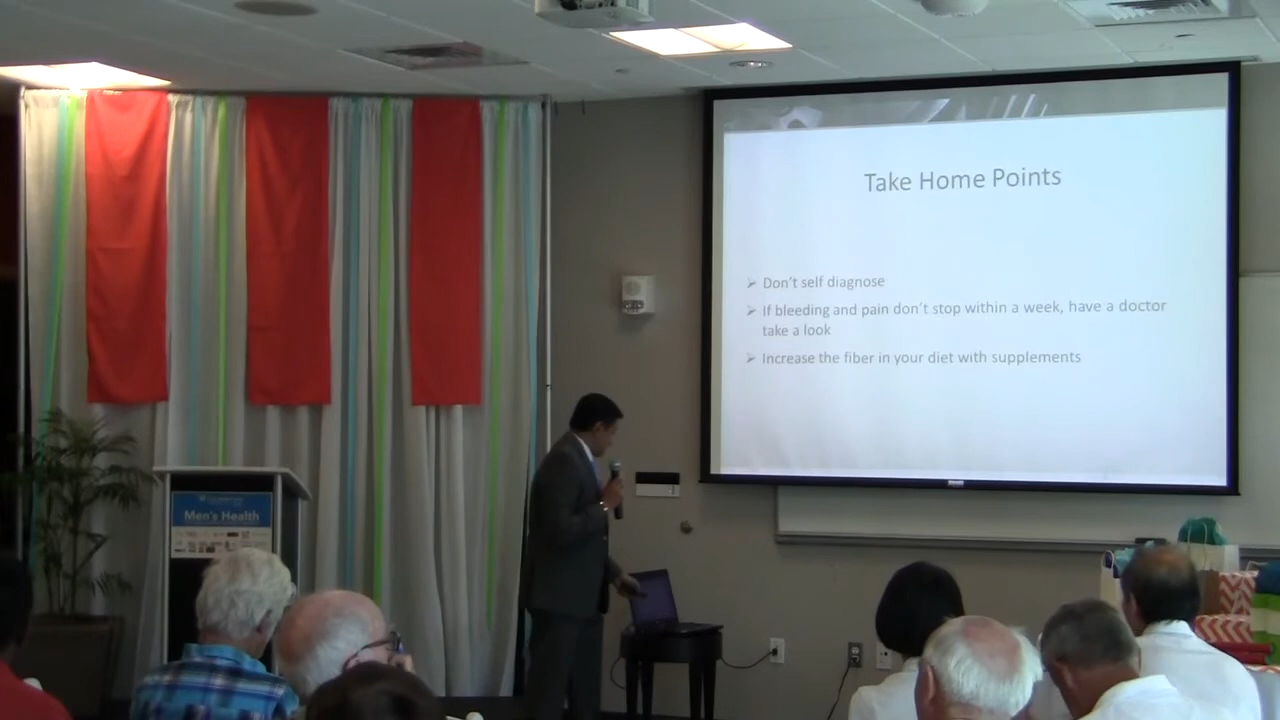 Take Home Points
➢ Don't self diagnose
➢ If bleeding and pain don't stop within a week, have a doctor
take a look
➢ Increase the fiber in your diet with supplements
Men's Health